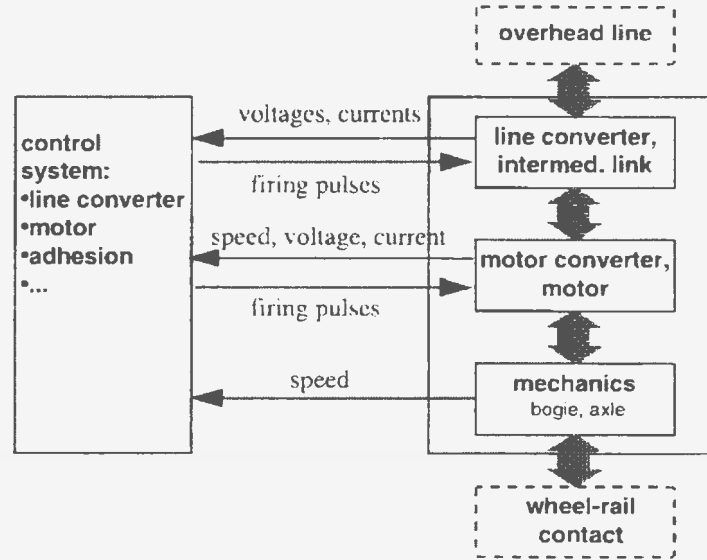 overhead line
control
system:
•line converter
•motor
•adhesion
•...
voltages, currents
firing pulses
speed, voltage, current
firing pulses
speed
line converter,
intermed. link
motor converter,
motor
mechanics
bogie, axle
wheel-rail
contact